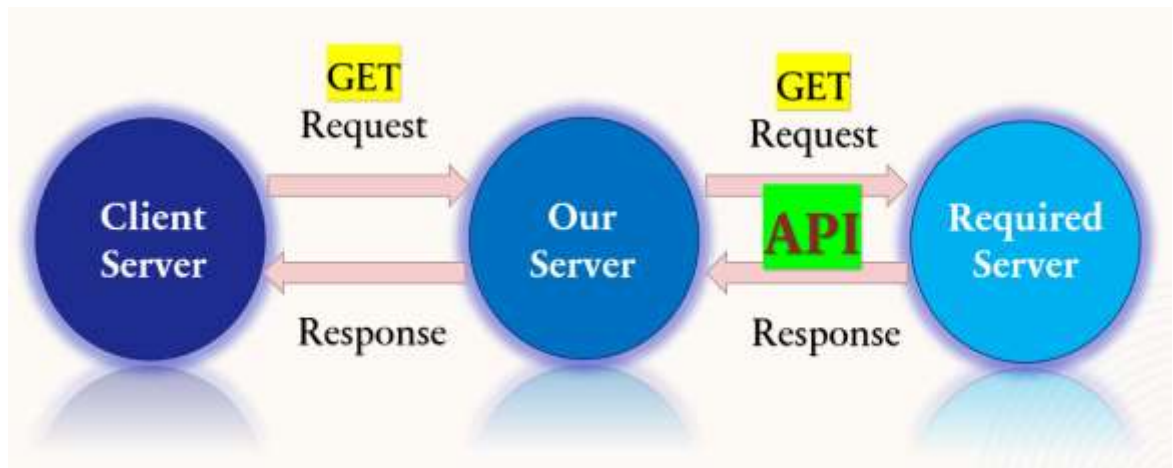 GET
Request
GET
Request
Client
Server
Our
Server
API
Required
Server
Response
Response